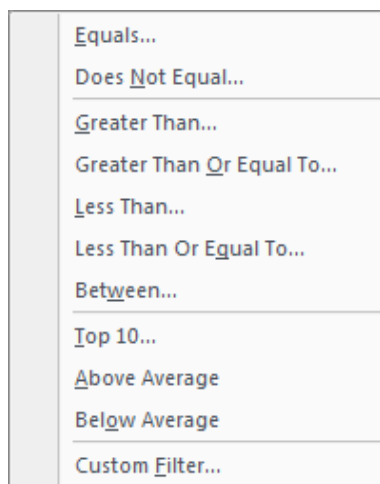 Equals...
Does Not Equal...
Greater Than...
Greater Than Or Equal To...
Less Than...
Less Than Or Equal To...
Between...
Top 10...
Above Average
Below Average
Custom Filter...